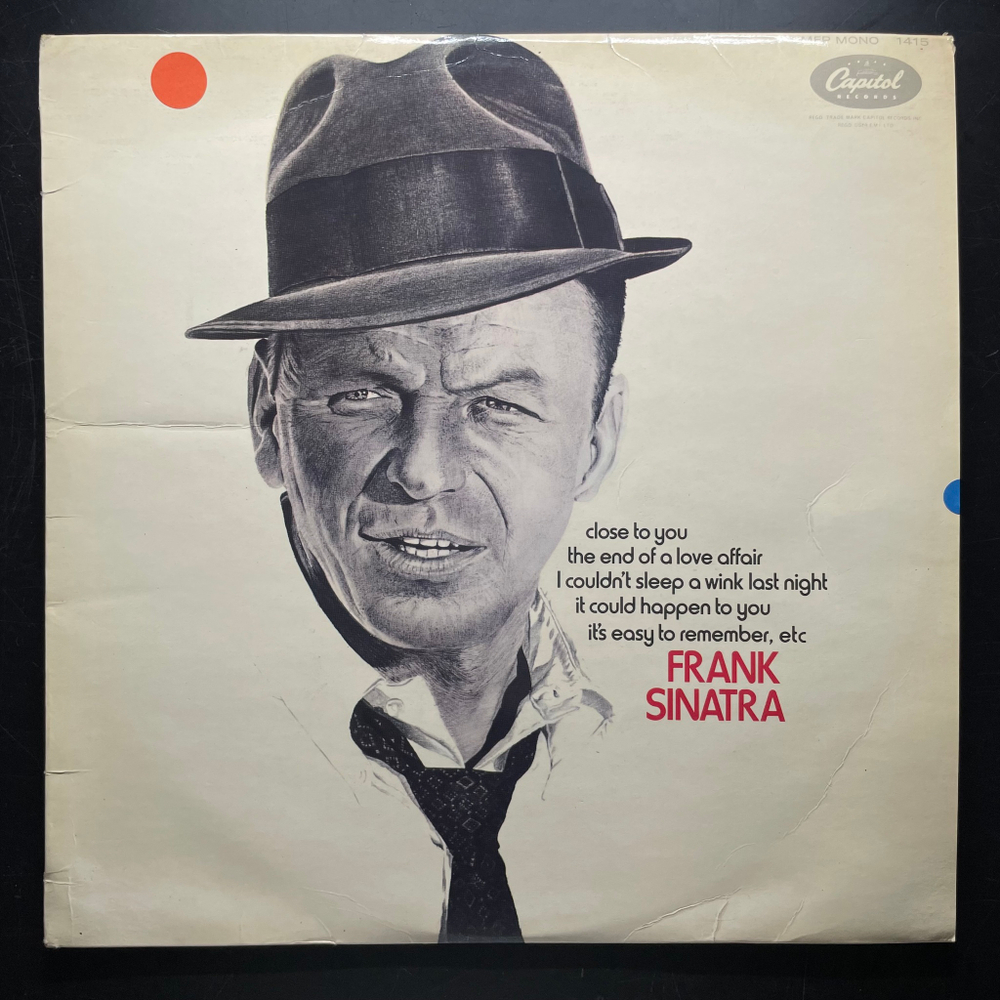 MFP MONO 1415
Capitol
RECORDS
close to you
the end of a love affair
I couldn't sleep a wink last night
it could happen to you
it's easy to remember, etc
FRANK
SINATRA